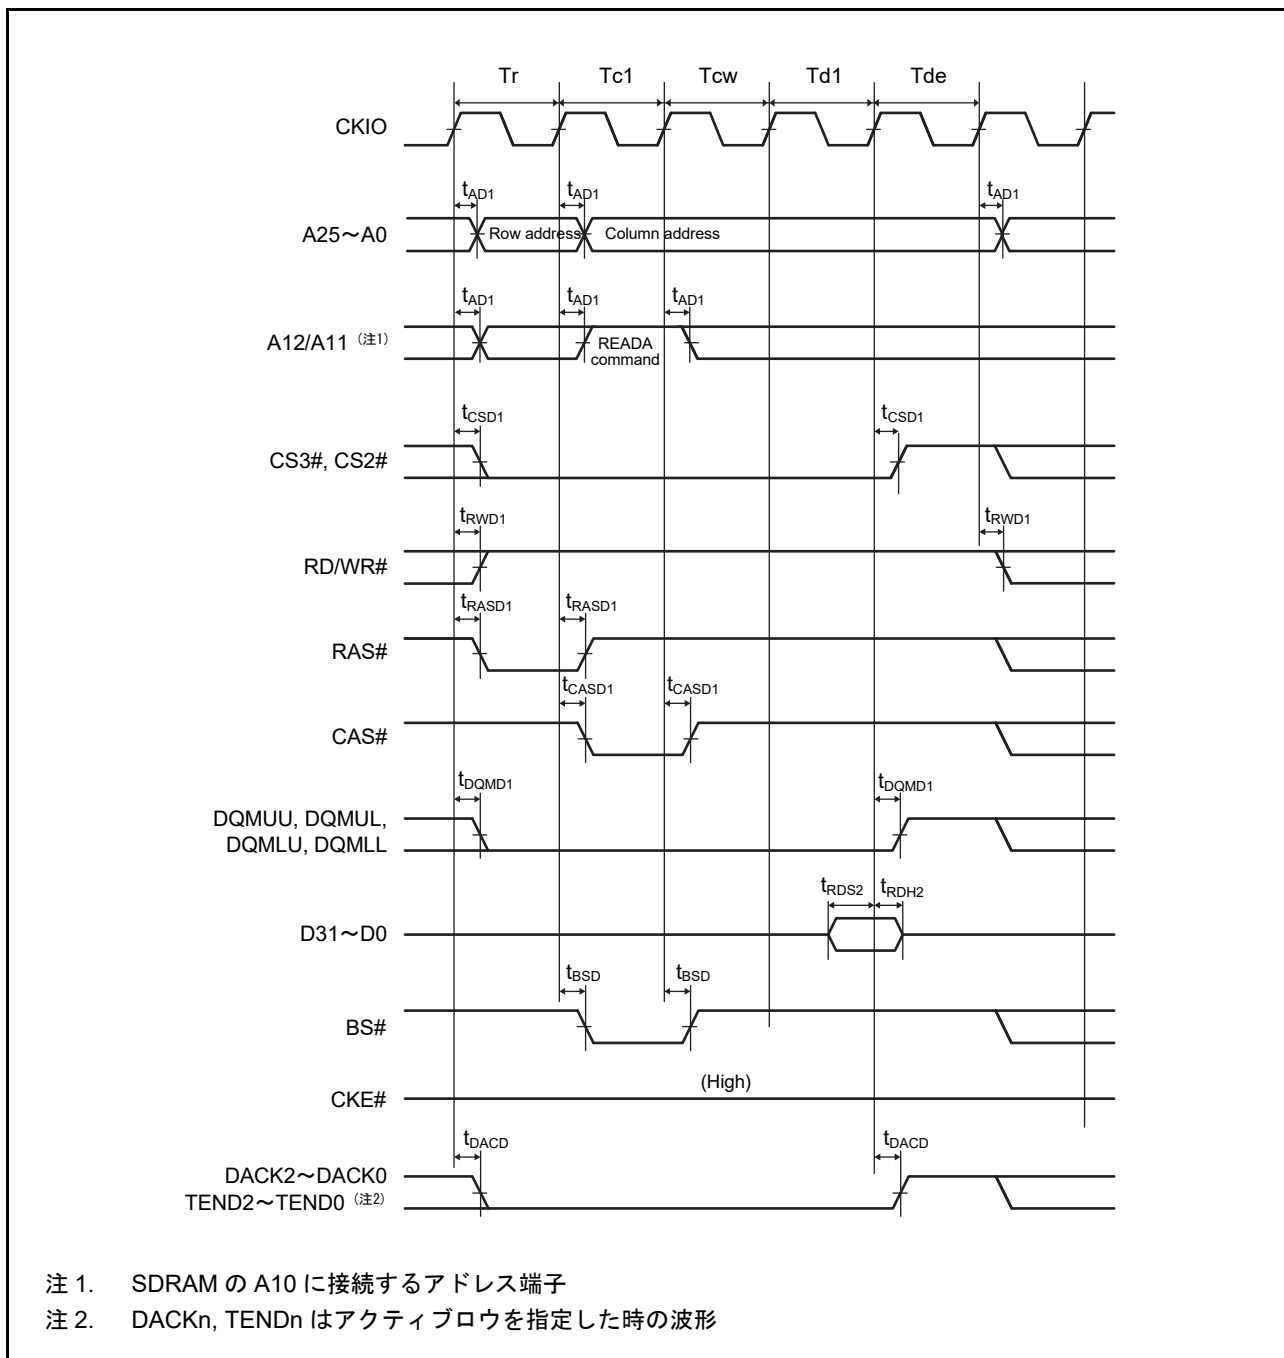 Tr Tc1 Tcw Td1 Tde
CKIO
tAD1 tAD1 tAD1
A25～A0 Row address Column address
tAD1 tAD1 tAD1
A12/A11 （注1） READA
command
tCSD1 tCSD1
CS3#, CS2#
tRWD1 tRWD1
RD/WR#
tRASD1 tRASD1
RAS#
tCASD1 tCASD1
CAS#
tDQMD1 tDQMD1
DQMUU, DQMUL,
DQMLU, DQMLL
tRDS2 tRDH2
D31～D0
tBSD tBSD
BS#
(High)
CKE#
tDACD tDACD
DACK2～DACK0
TEND2～TEND0 （注2）
注 1. SDRAM の A10 に接続するアドレス端子
注 2. DACKn, TENDn はアクティブロウを指定した時の波形